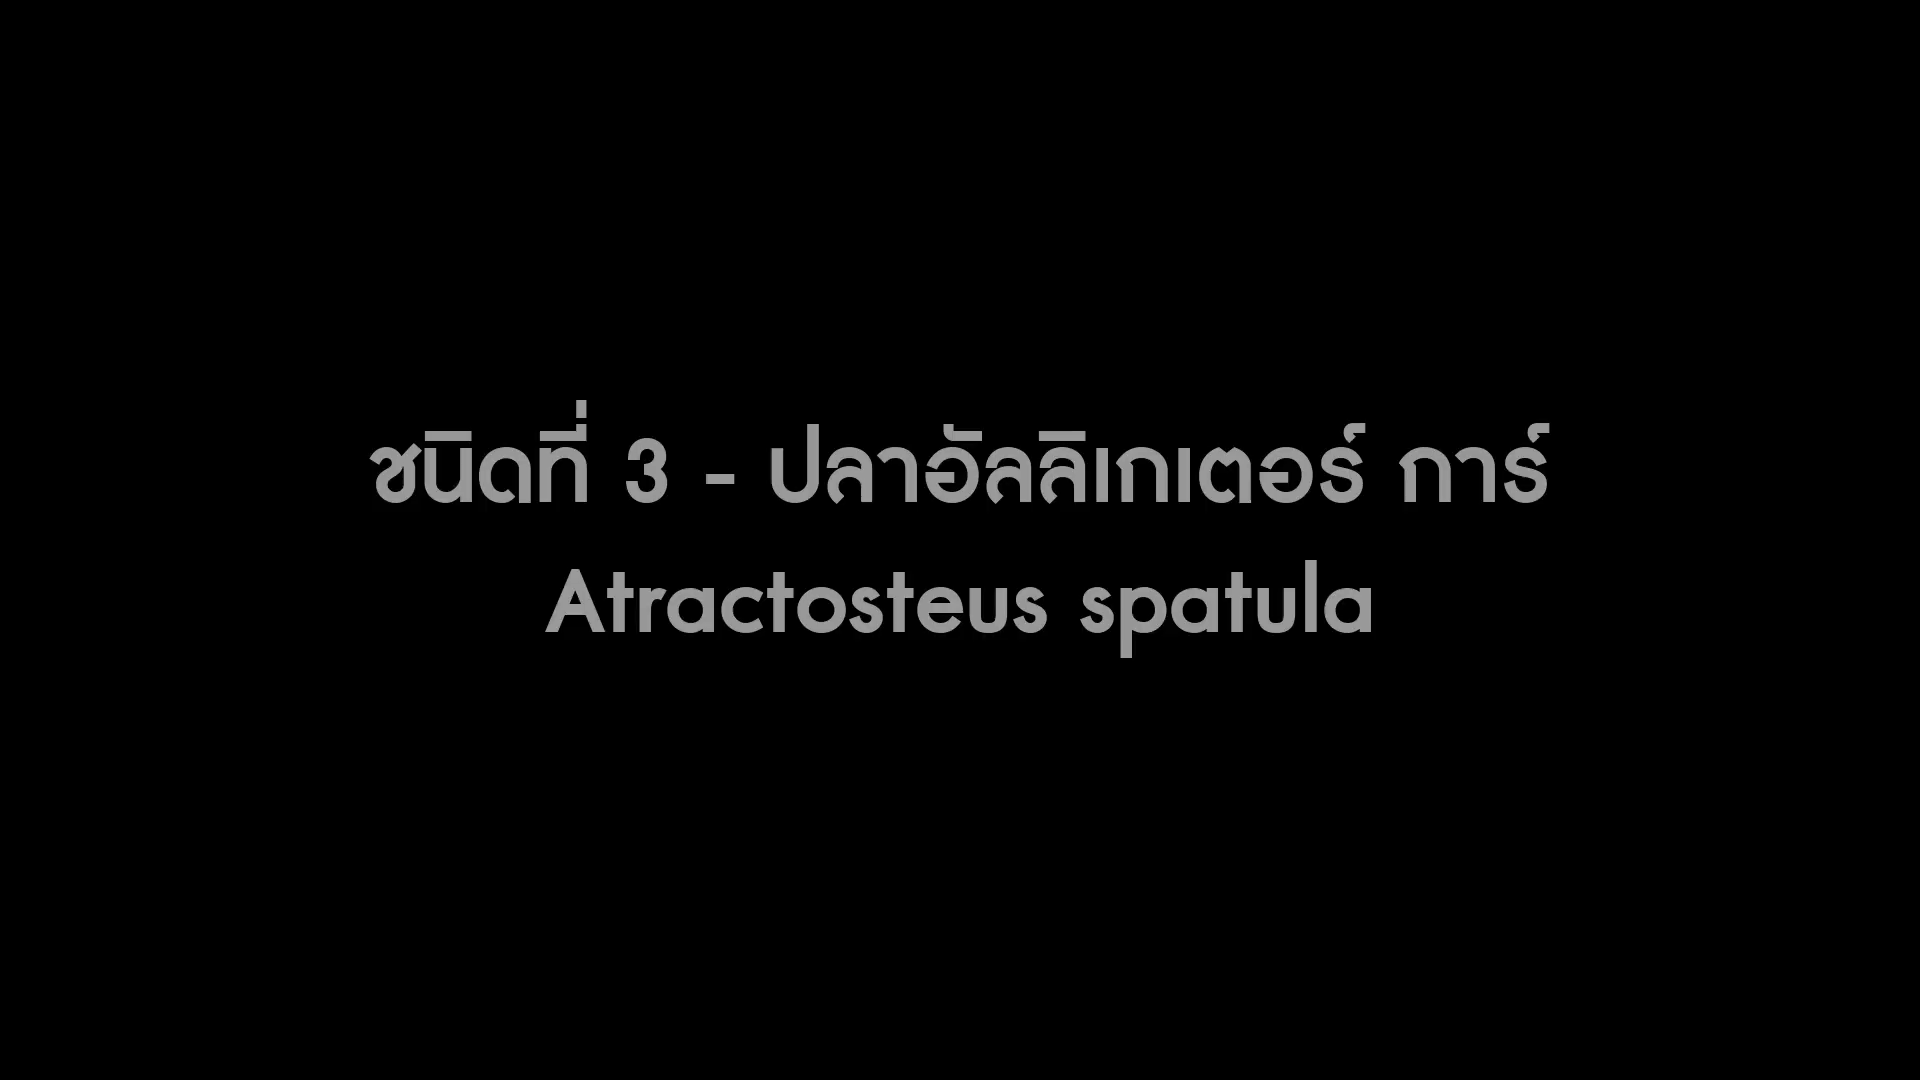 ชนิดที่ 3 - ปลาอัลลิเกเตอร์ การ์
Atractosteus spatula